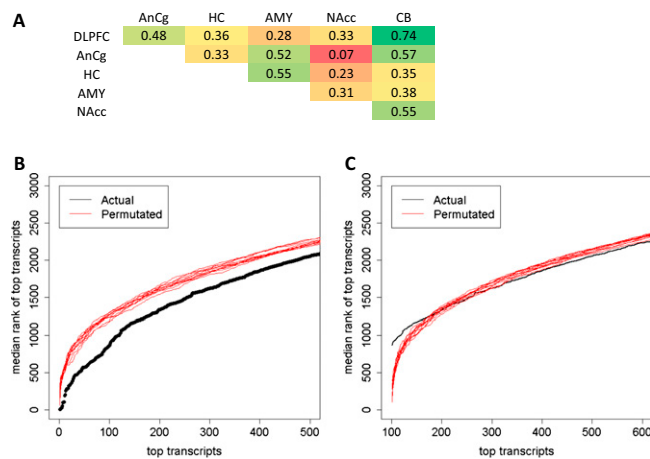 A
AnCg HC AMY NAcc CB
DLPFC 0.48 0.36 0.28 0.33 0.74
AnCg 0.33 0.52 0.07 0.57
HC 0.55 0.23 0.35
AMY 0.31 0.38
NAcc 0.55
B
Actual
Permutated
median rank of top transcripts
0 500 1000 1500 2000 2500 3000
0 100 200 300 400 500
top transcripts
C
Actual
Permutated
median rank of top transcripts
0 500 1000 1500 2000 2500 3000
100 200 300 400 500 600
top transcripts